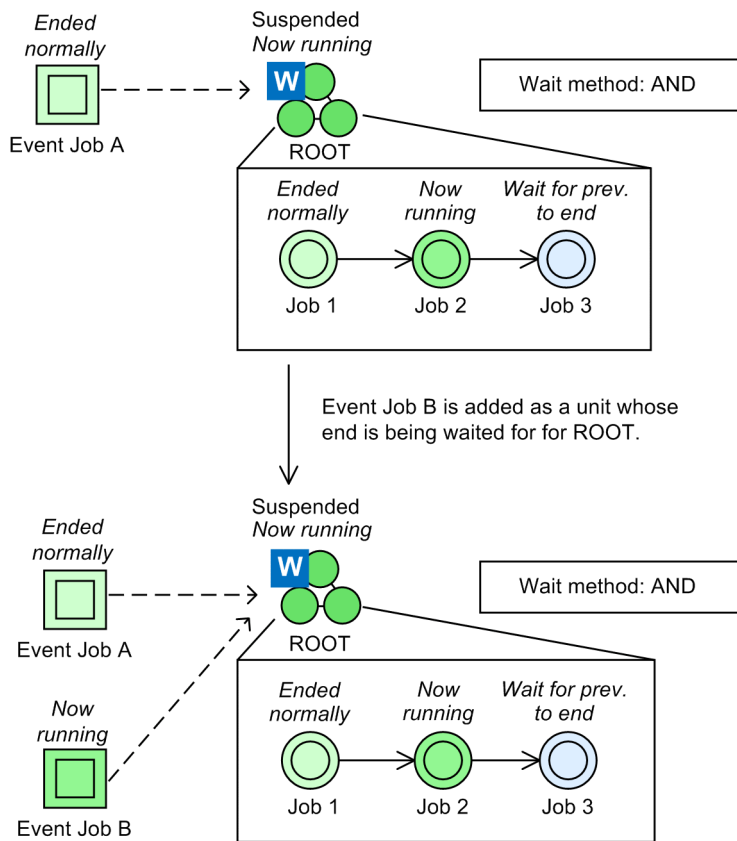 Ended
normally
Event Job A
Suspended
Now running
W
ROOT
Wait method: AND
Ended
normally
Now
running
Wait for prev.
to end
Job 1
Job 2
Job 3
Event Job B is added as a unit whose
end is being waited for for ROOT.
Ended
normally
Event Job A
Suspended
Now running
W
ROOT
Wait method: AND
Now
running
Event Job B
Ended
normally
Now
running
Wait for prev.
to end
Job 1
Job 2
Job 3